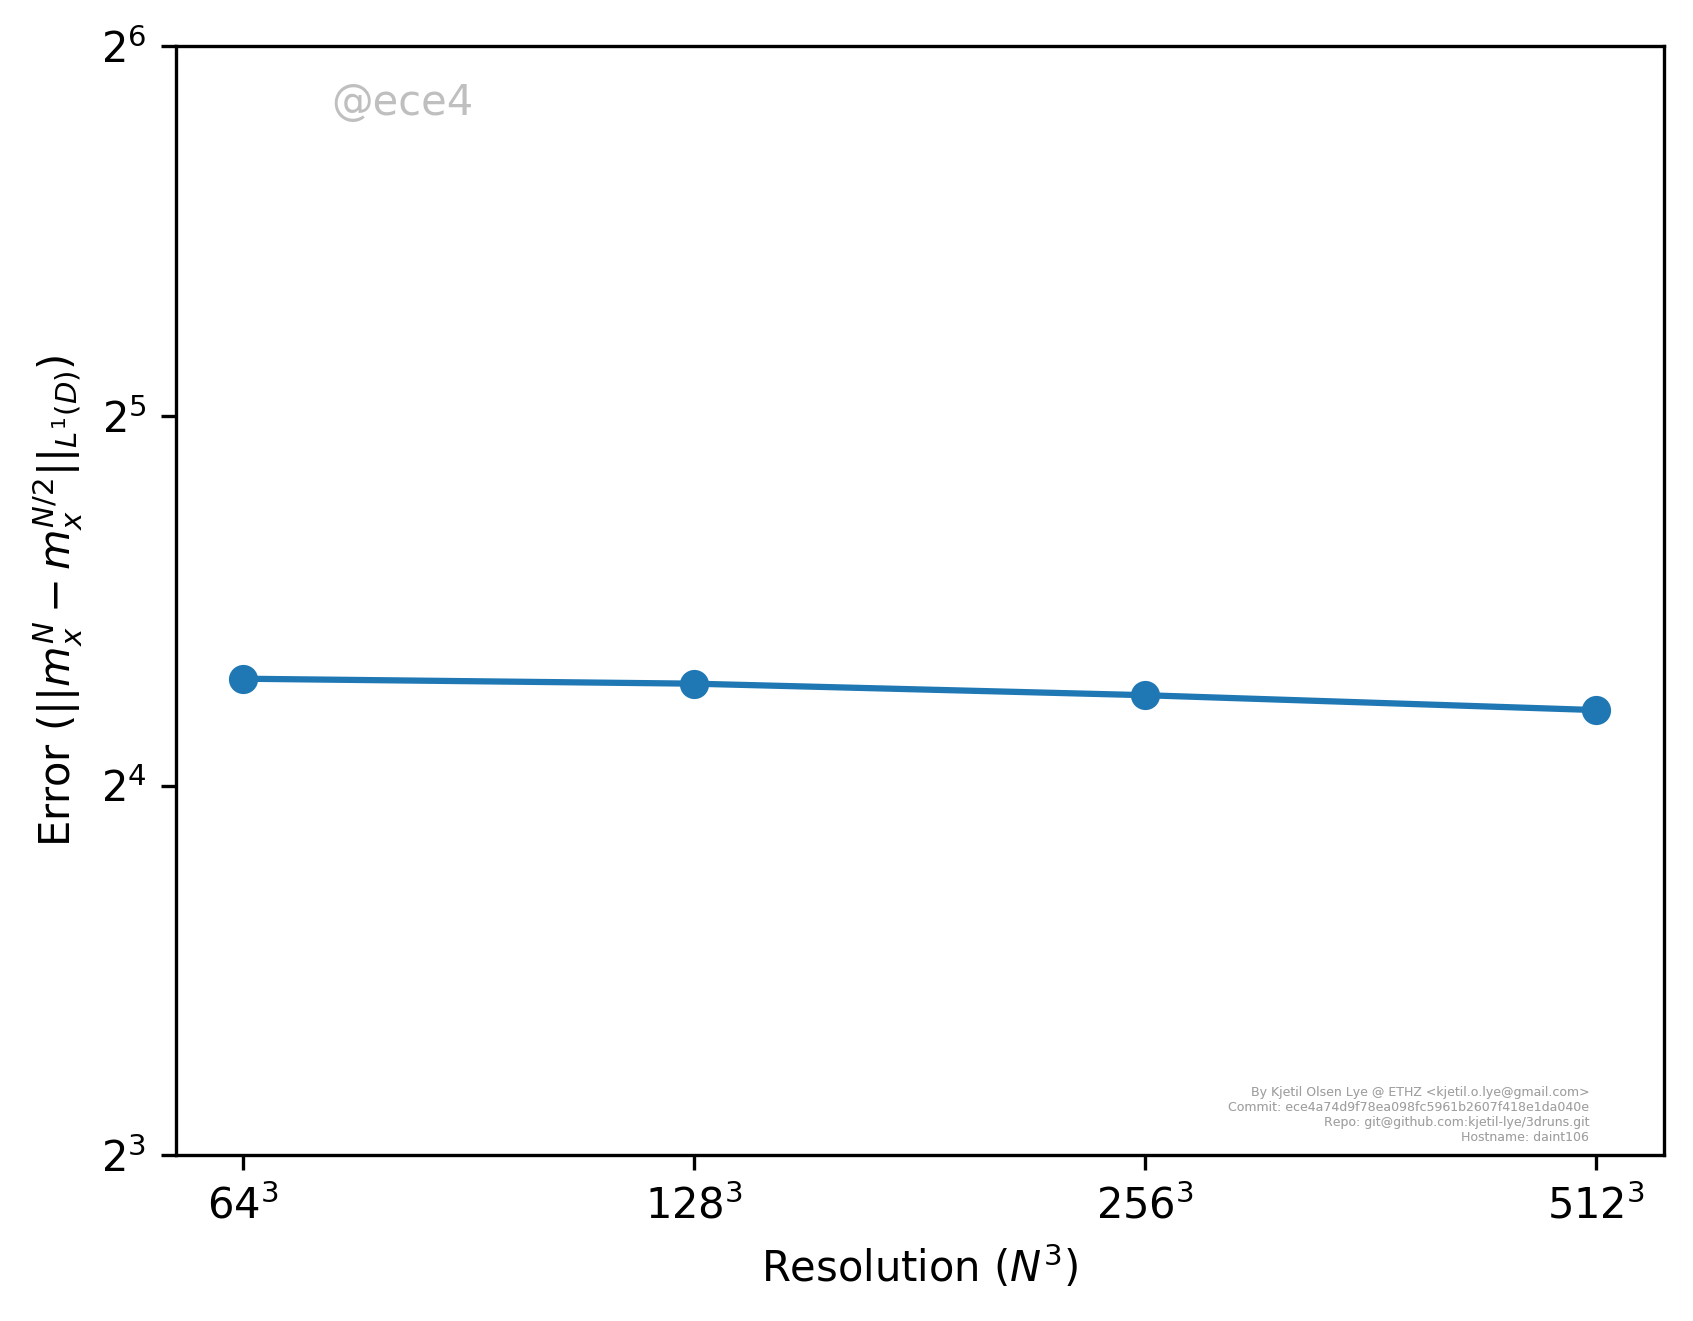 2^6
@ece4
2^5
2^4
2^3
Error (||m_x^N − m_x^{N/2}||_{L^1(D)})
By Kjetil Olsen Lye @ ETHZ <kjetil.o.lye@gmail.com>
Commit: ece4a74d9f78ea098fc5961b2607f418e1da040e
Repo: git@github.com:kjetil-lye/3druns.git
Hostname: daint106
64^3 128^3 256^3 512^3
Resolution (N^3)